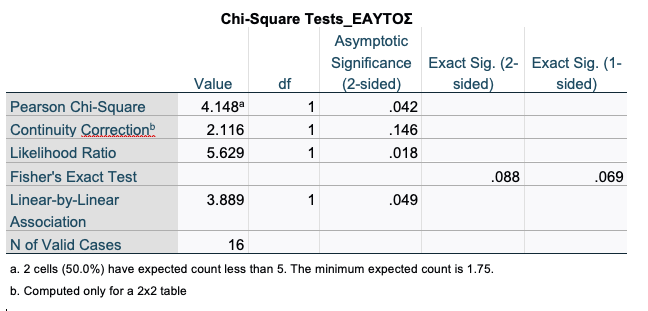 Chi-Square Tests_ΕΑΥΤΟΣ
Value df Asymptotic Significance (2-sided) Exact Sig. (2-sided) Exact Sig. (1-sided)
Pearson Chi-Square 4.148a 1 .042
Continuity Correctionb 2.116 1 .146
Likelihood Ratio 5.629 1 .018
Fisher's Exact Test .088 .069
Linear-by-Linear Association 3.889 1 .049
N of Valid Cases 16
a. 2 cells (50.0%) have expected count less than 5. The minimum expected count is 1.75.
b. Computed only for a 2x2 table